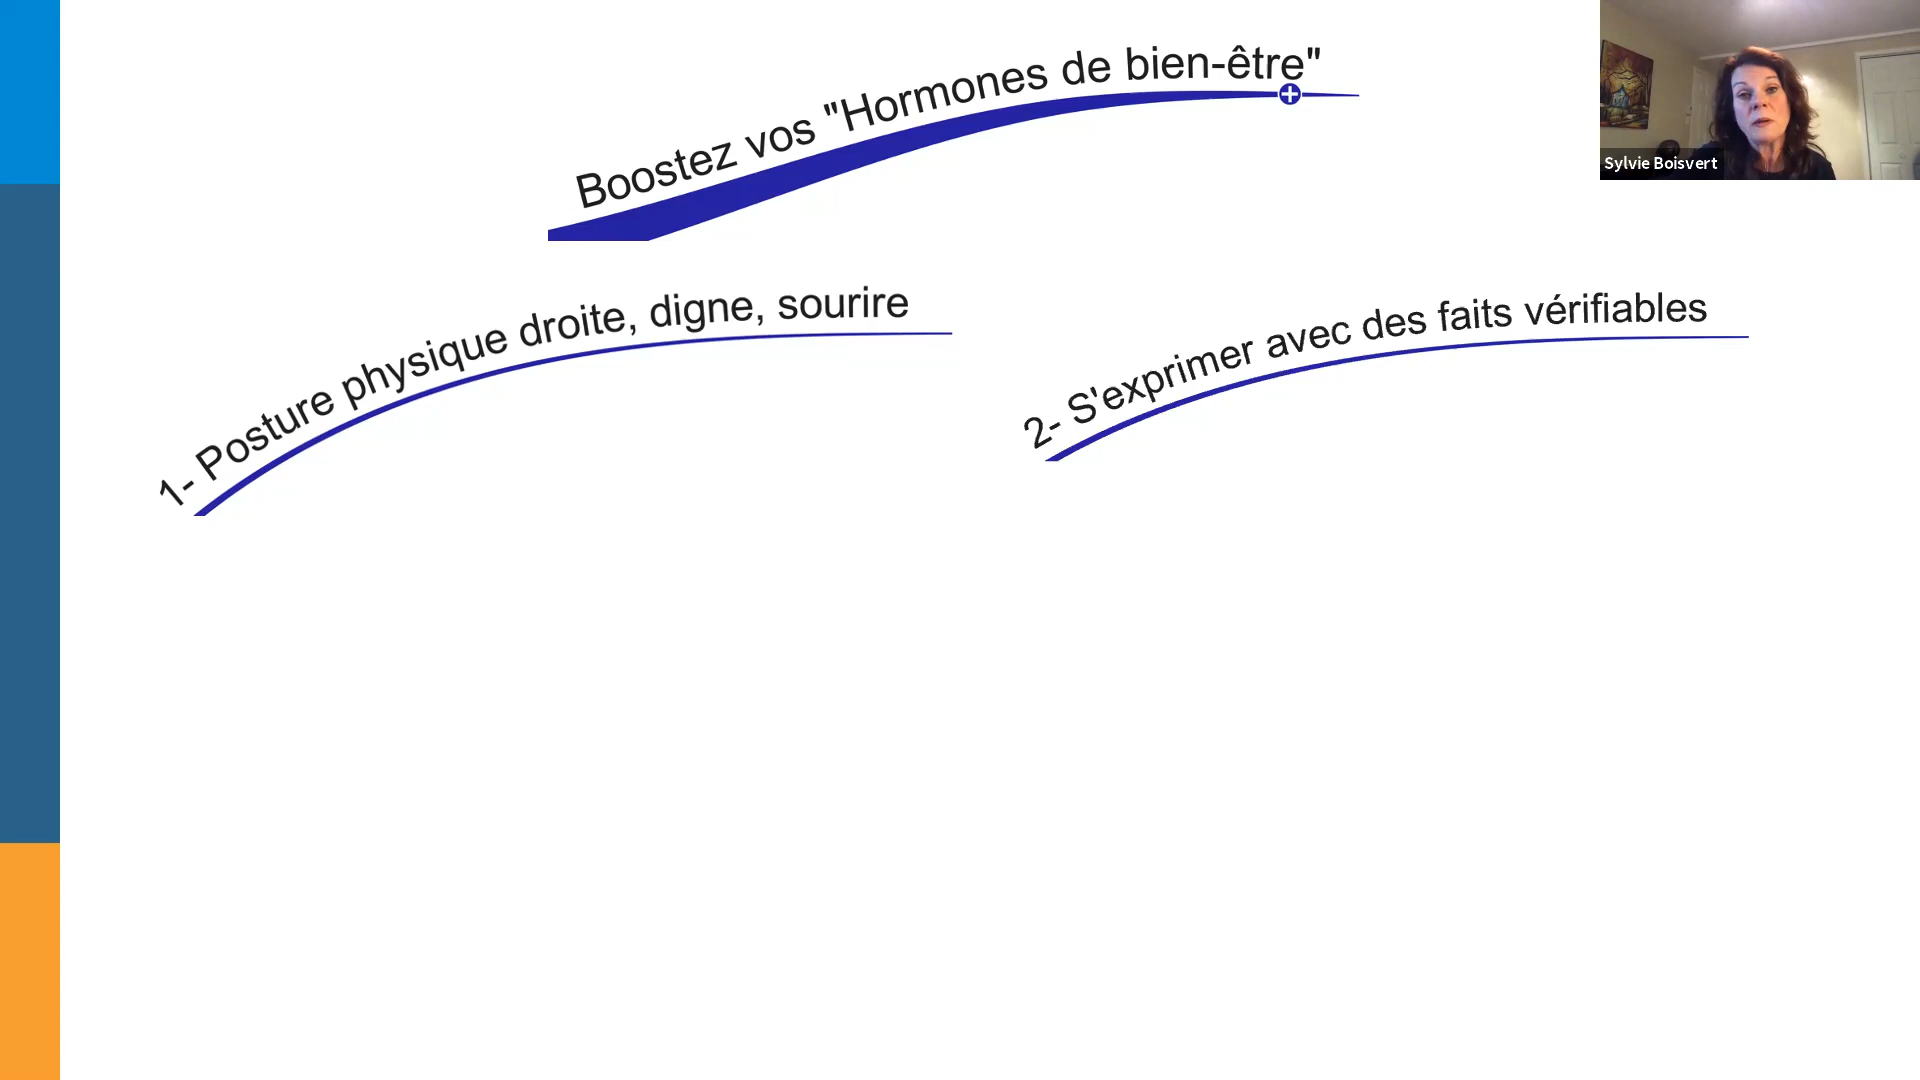 Boostez vos "Hormones de bien-être"
Sylvie Boisvert
1- Posture physique droite, digne, sourire
2- S'exprimer avec des faits vérifiables